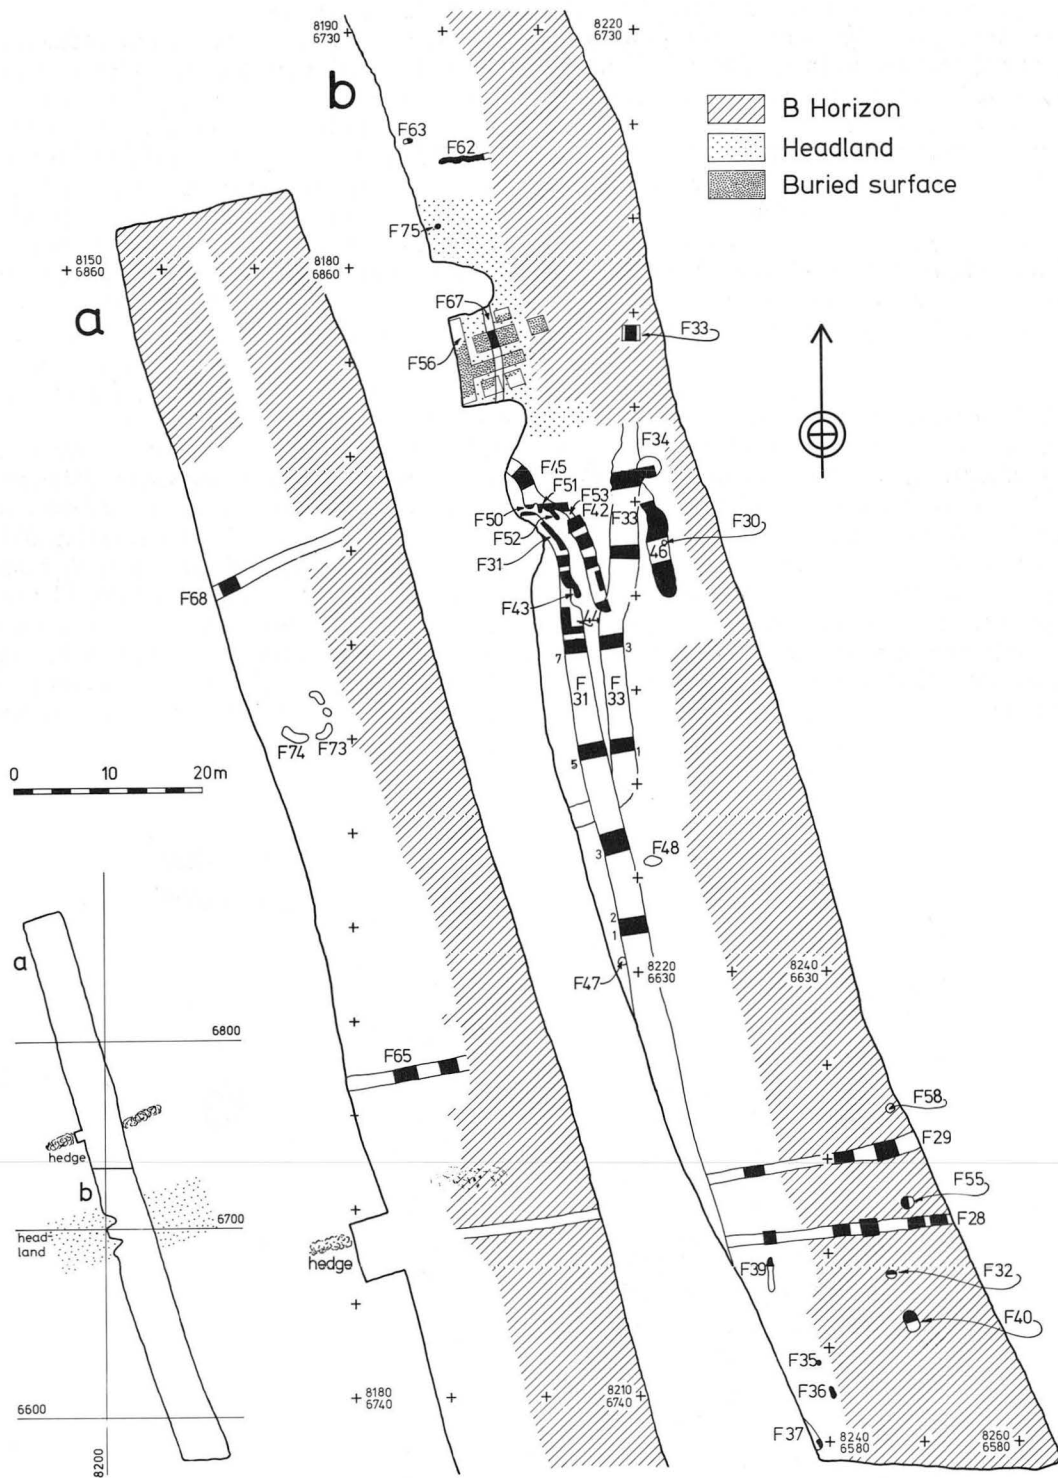 8190
6730
8220
6730
b
B Horizon
Headland
Buried surface
F63
F62
F75
8150
6860
8180
6860
a
F67
F33
F56
F34
F45
F51
F53
F50
F42
F33
F52
F30
46
F31
F68
F43
44
3
7
F
31
F
33
F74
F73
1
5
0
10
20m
3
F48
2
1
F47
8220
6630
8240
6630
a
6800
F65
F58
F29
hedge
b
F55
6700
head-
land
F28
hedge
F39
F32
F40
F35
F36
8180
6740
8210
6740
6600
F37
8240
6580
8260
6580
8200